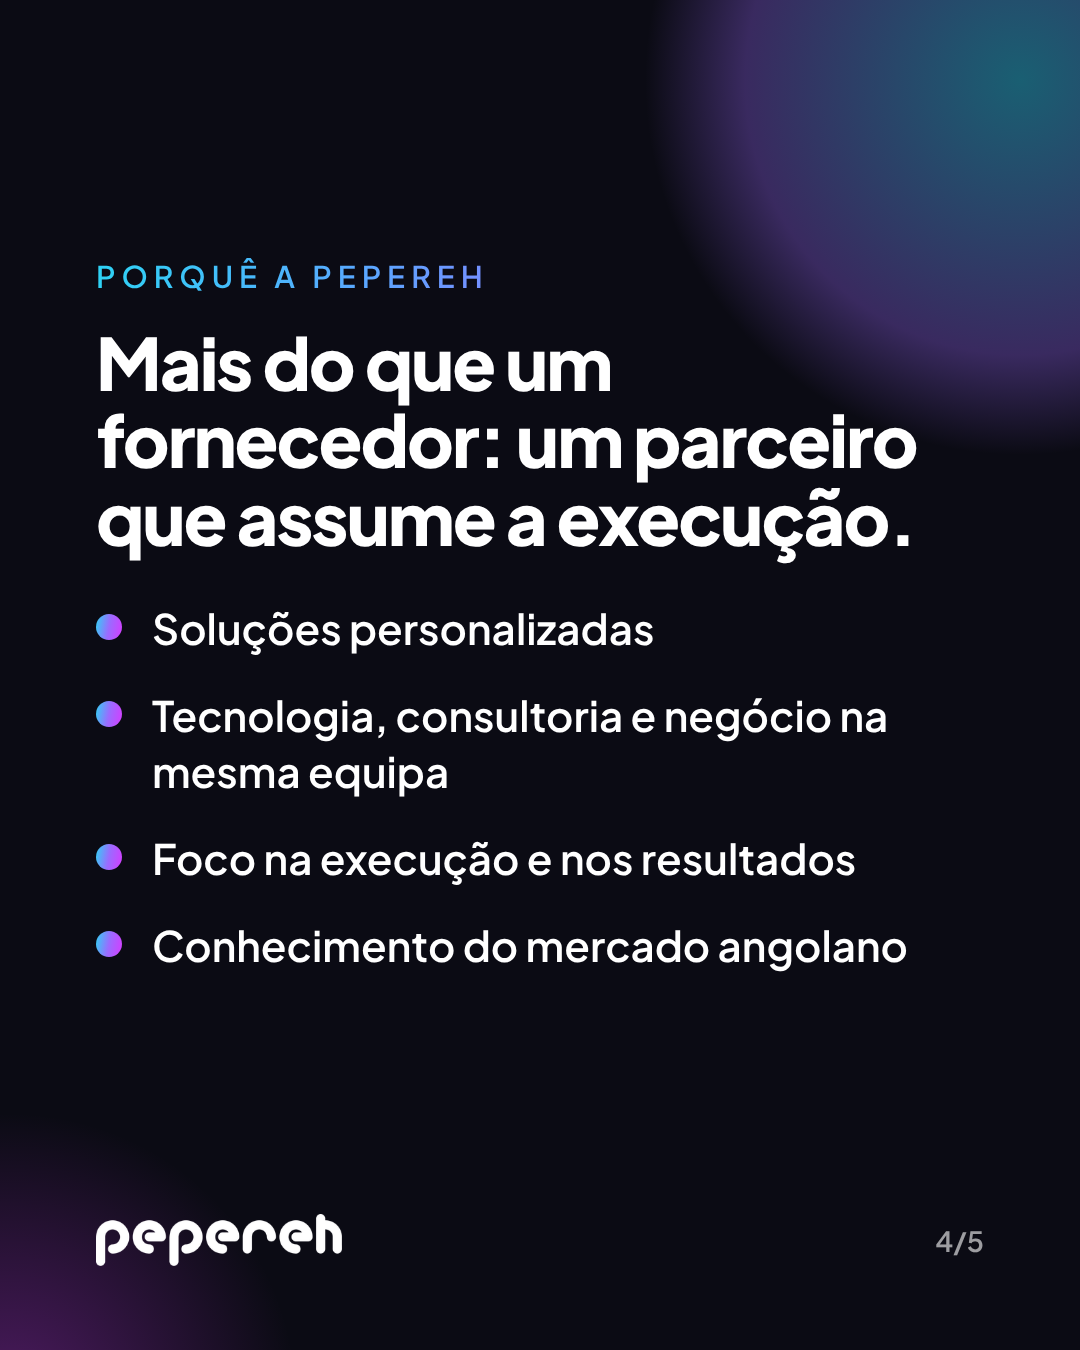 PORQUÊ A PEPEREH
Mais do que um
fornecedor: um parceiro
que assume a execução.
Soluções personalizadas
Tecnologia, consultoria e negócio na
mesma equipa
Foco na execução e nos resultados
Conhecimento do mercado angolano
pepereh
4/5